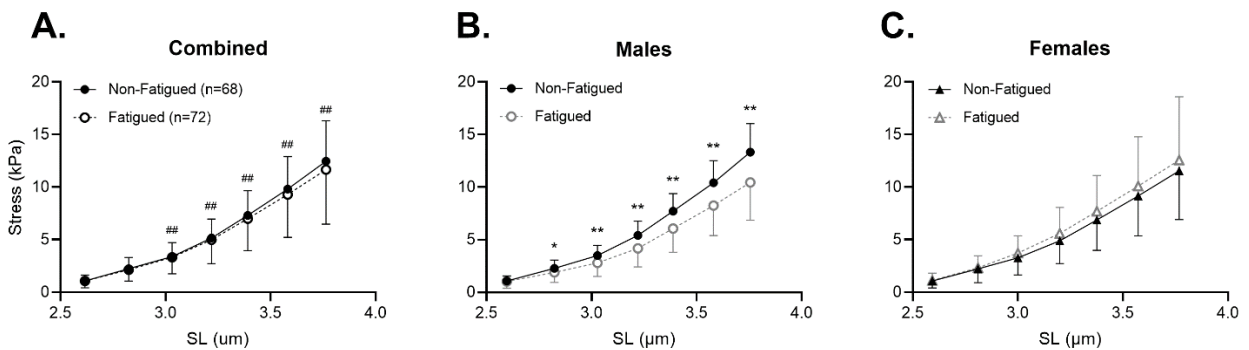 A.
Combined
Stress (kPa)
20
15
10
5
0
Non-Fatigued (n=68)
Fatigued (n=72)
##
##
##
##
##
2.5
3.0
3.5
4.0
SL (um)
B.
Males
20
15
10
5
0
Non-Fatigued
Fatigued
*
**
**
**
**
**
2.5
3.0
3.5
4.0
SL (µm)
C.
Females
20
15
10
5
0
Non-Fatigued
Fatigued
2.5
3.0
3.5
4.0
SL (µm)